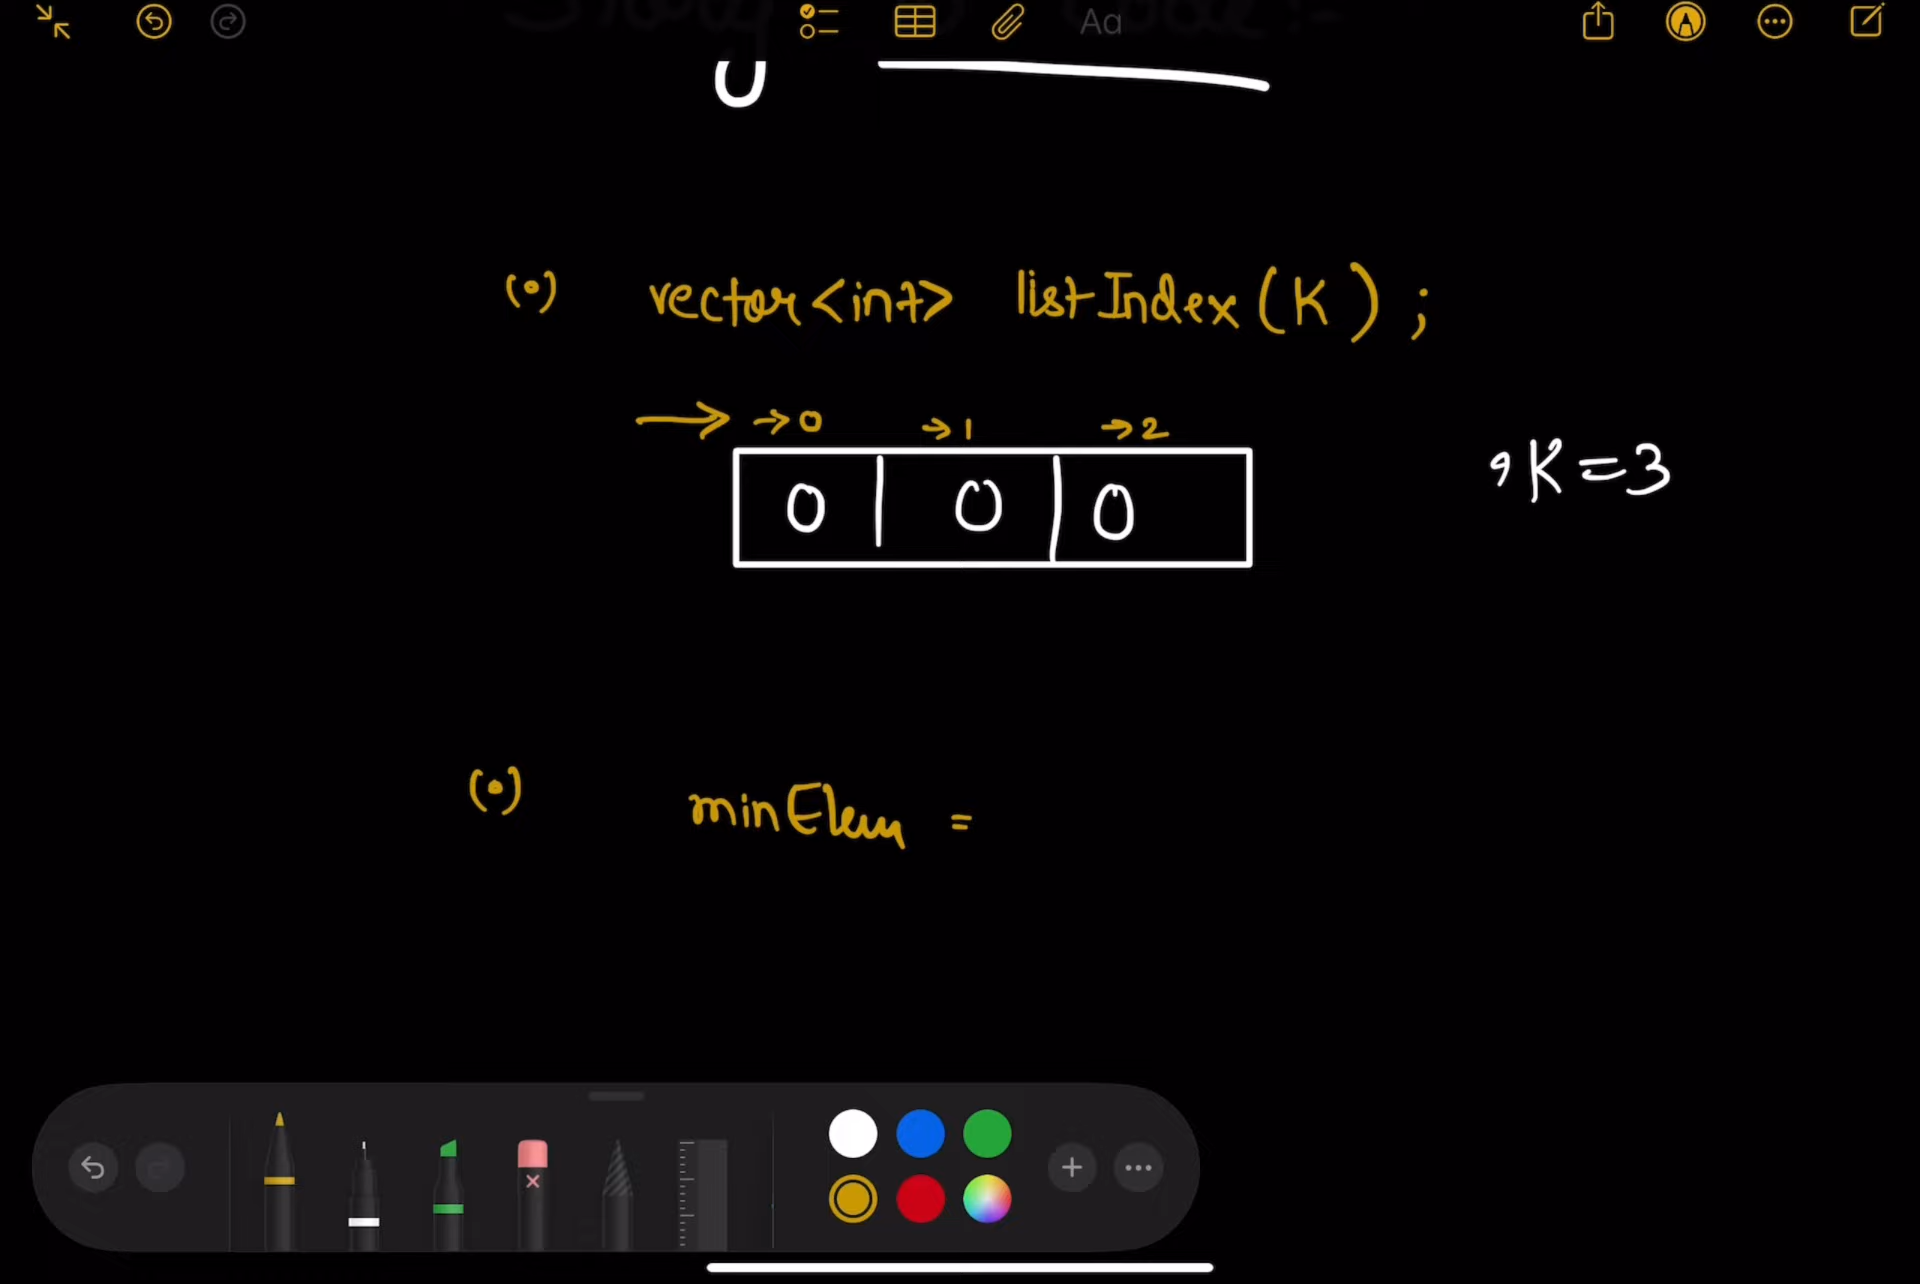 Aa
(•) vector<int> listIndex(K);
→ →0 →1 →2
0 | 0 | 0
K=3
(•) minElem =